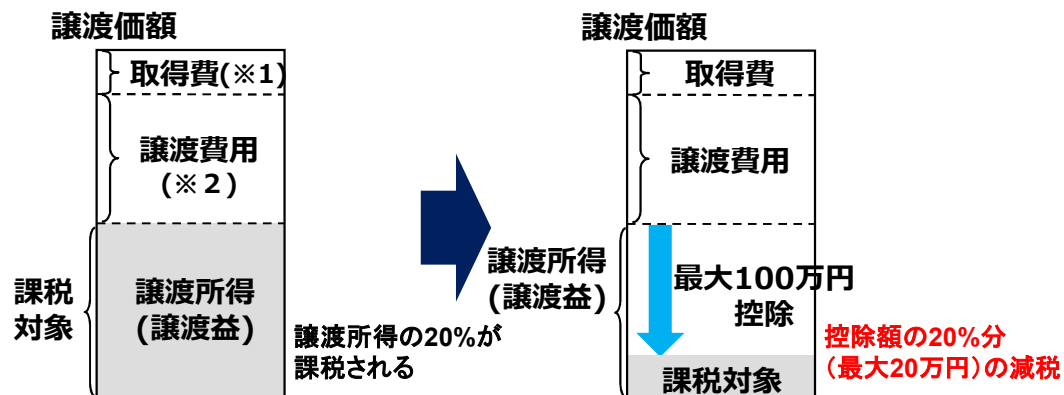 譲渡価額
取得費(※1)
譲渡費用
(※２)
課税
対象
譲渡所得
(譲渡益)
譲渡所得の20%が
課税される
譲渡価額
取得費
譲渡費用
譲渡所得
(譲渡益)
最大100万円
控除
課税対象
控除額の20%分
（最大20万円）の減税